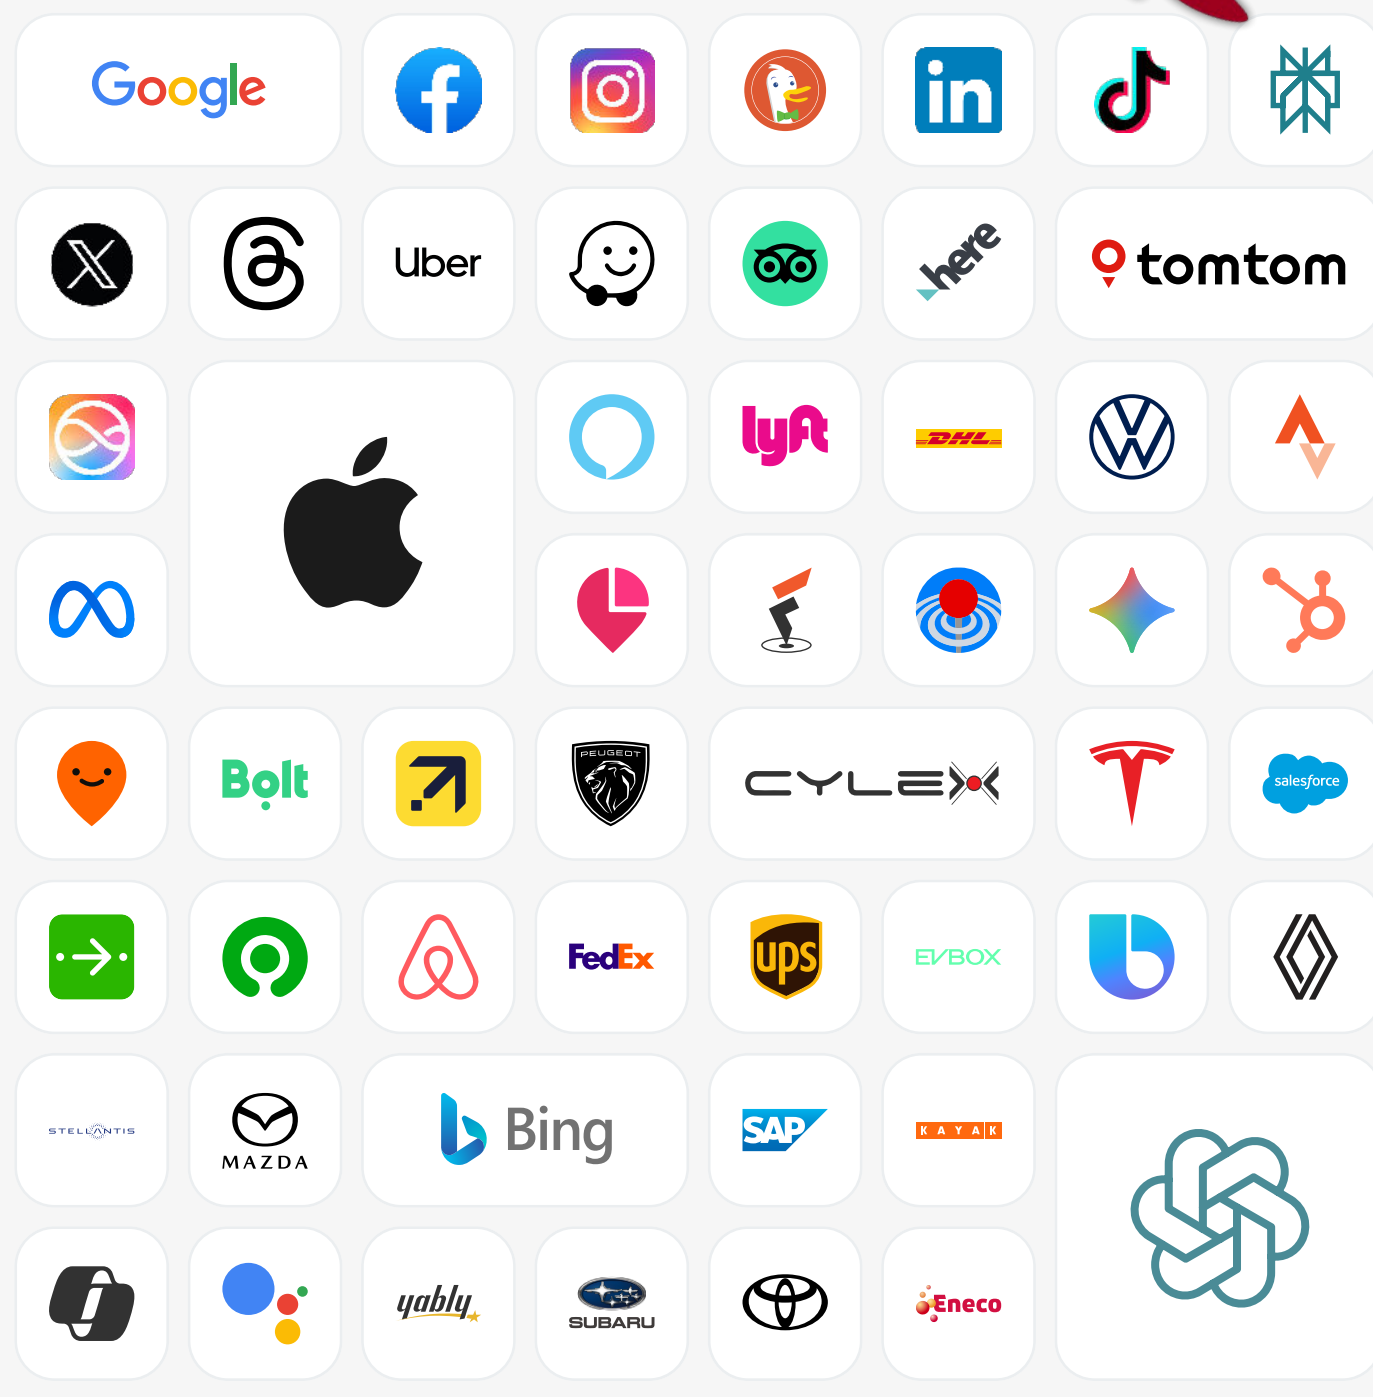 Google
in
Uber
here
tomtom
lyft
DHL
Bolt
PEUGEOT
CYLEX
salesforce
FedEx
ups
EVBOX
STELLANTIS
MAZDA
Bing
SAP
KAYAK
yably
SUBARU
Eneco